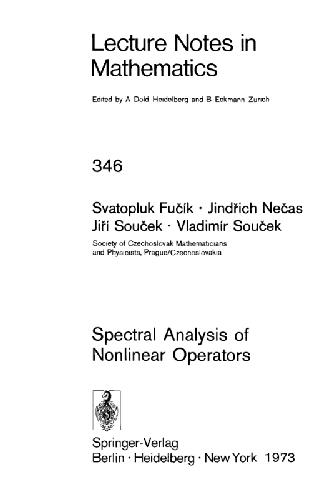 Lecture Notes in
Mathematics
Edited by A. Dold Heidelberg and B. Eckmann Zurich
346
Svatopluk Fučík · Jindřich Nečas
Jiří Souček · Vladimír Souček
Society of Czechoslovak Mathematicians
and Physicists, Prague/Czechoslovakia
Spectral Analysis of
Nonlinear Operators
Springer-Verlag
Berlin · Heidelberg · New York 1973